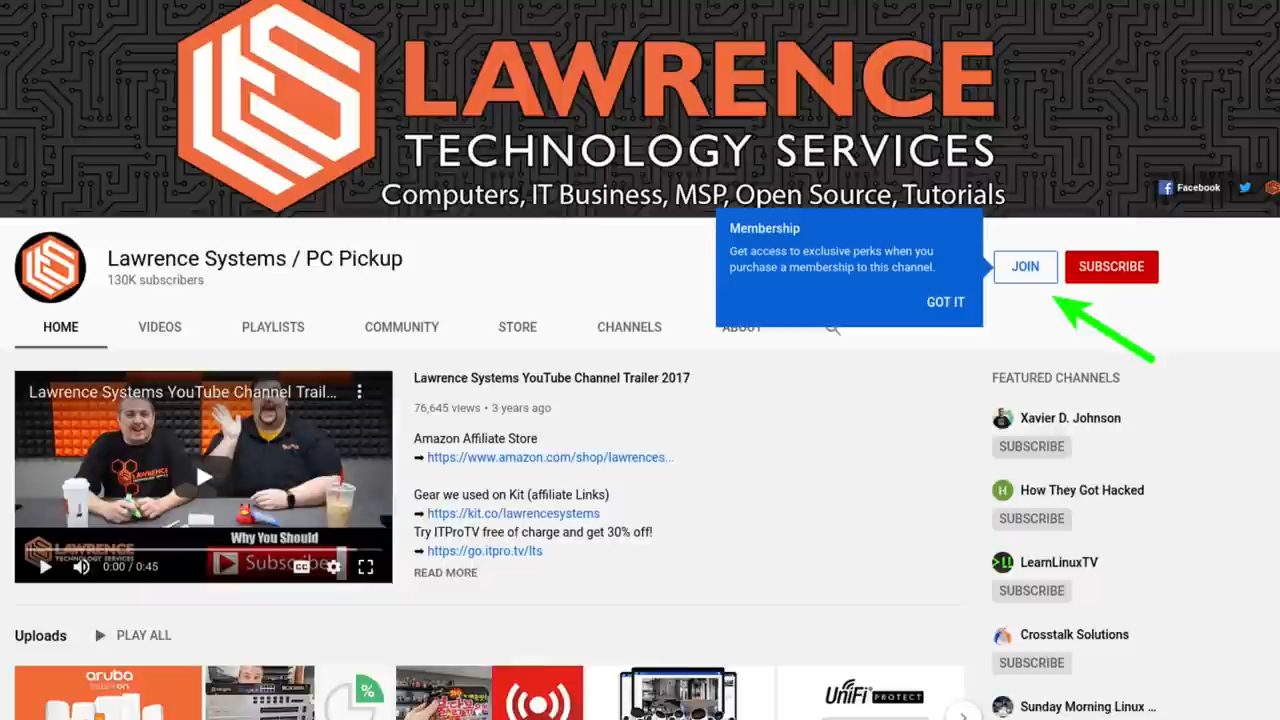 LAWRENCE
TECHNOLOGY SERVICES
Computers, IT Business, MSP, Open Source, Tutorials
Facebook
Membership
Get access to exclusive perks when you
purchase a membership to this channel.
GOT IT
Lawrence Systems / PC Pickup
130K subscribers
JOIN
SUBSCRIBE
HOME
VIDEOS
PLAYLISTS
COMMUNITY
STORE
CHANNELS
ABOUT
Lawrence Systems YouTube Channel Trail...
LAWRENCE
Why You Should
LAWRENCE
TECHNOLOGY SERVICES
Subscribe
0:00 / 0:45
Lawrence Systems YouTube Channel Trailer 2017
76,645 views • 3 years ago
Amazon Affiliate Store
➡ https://www.amazon.com/shop/lawrences...
Gear we used on Kit (affiliate Links)
➡ https://kit.co/lawrencesystems
Try ITProTV free of charge and get 30% off!
➡ https://go.itpro.tv/lts
READ MORE
FEATURED CHANNELS
Xavier D. Johnson
SUBSCRIBE
H
How They Got Hacked
SUBSCRIBE
LearnLinuxTV
SUBSCRIBE
Crosstalk Solutions
SUBSCRIBE
Sunday Morning Linux ...
Uploads
PLAY ALL
aruba
%
UniFi PROTECT